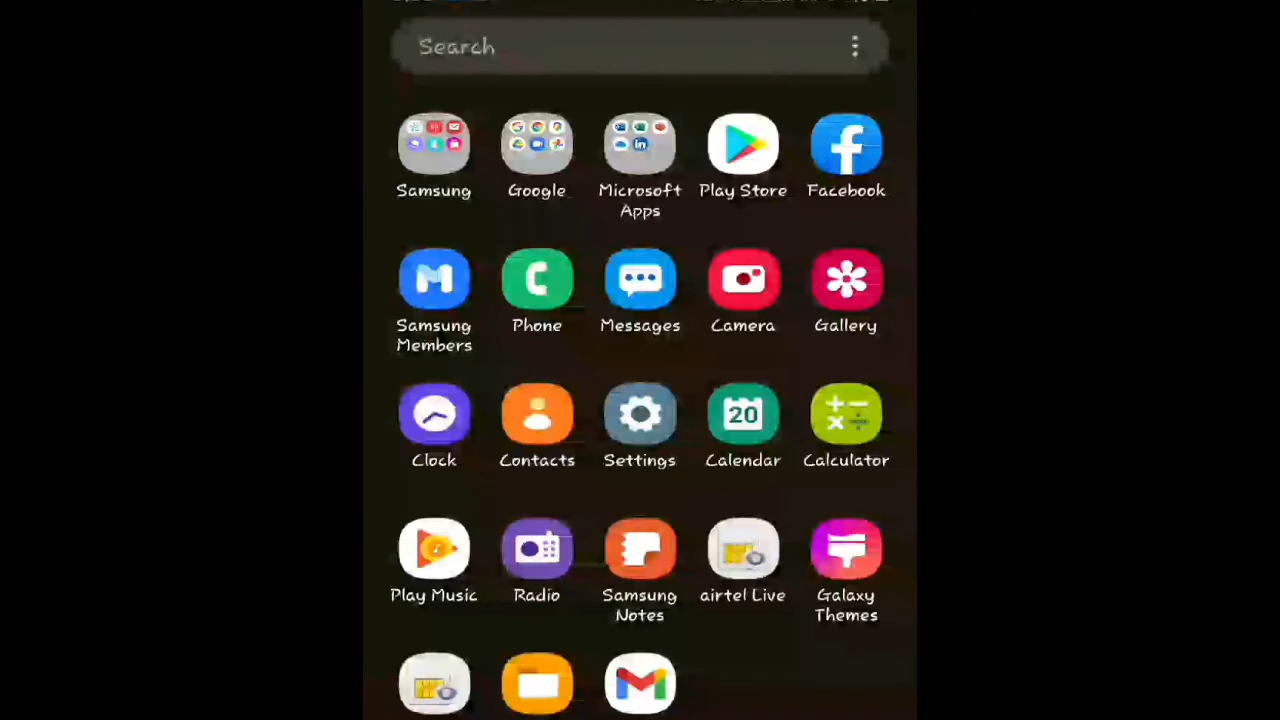 Search
Samsung Google Microsoft Apps Play Store Facebook
Samsung Members Phone Messages Camera Gallery
20
Clock Contacts Settings Calendar Calculator
Play Music Radio Samsung Notes airtel Live Galaxy Themes